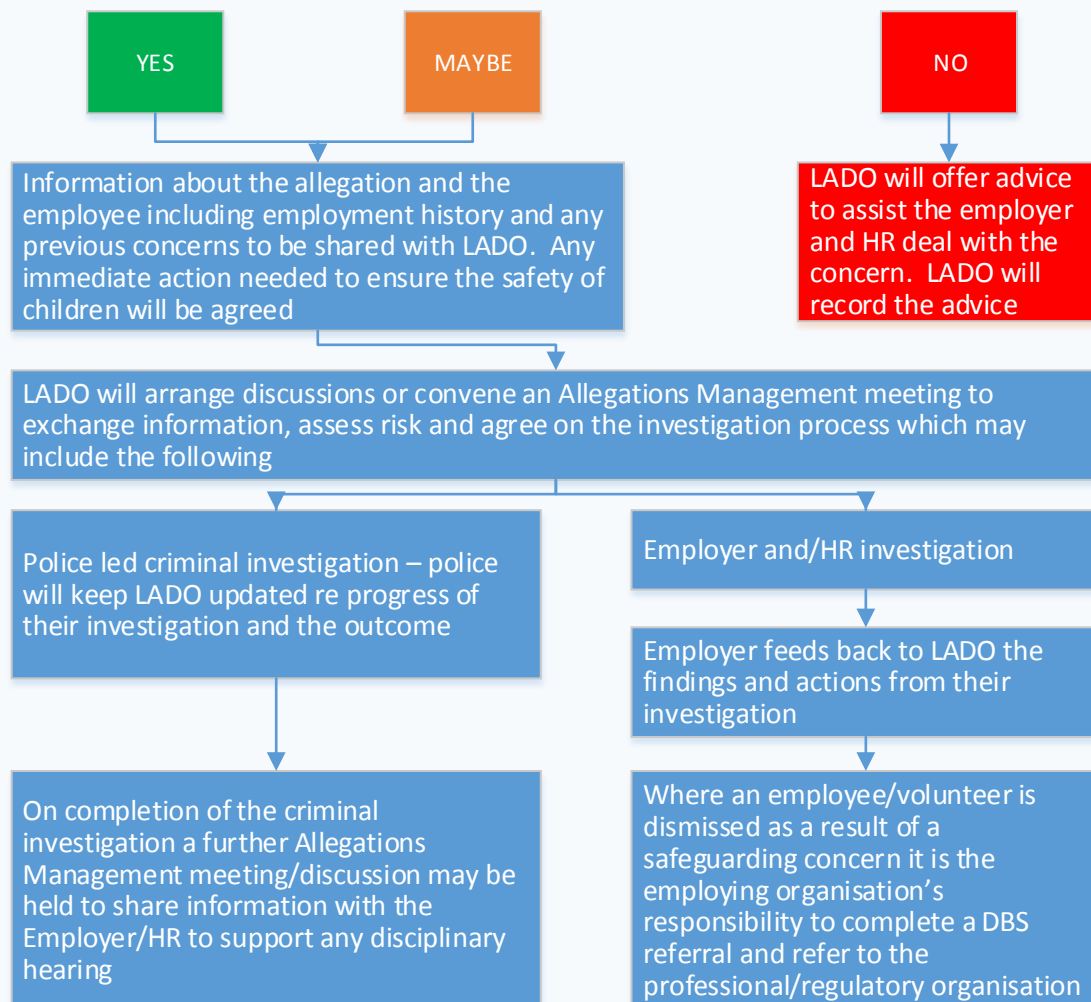 YES
MAYBE
NO
Information about the allegation and the
employee including employment history and any
previous concerns to be shared with LADO.  Any
immediate action needed to ensure the safety of
children will be agreed
LADO will offer advice
to assist the employer
and HR deal with the
concern.  LADO will
record the advice
LADO will arrange discussions or convene an Allegations Management meeting to
exchange information, assess risk and agree on the investigation process which may
include the following
Police led criminal investigation – police
will keep LADO updated re progress of
their investigation and the outcome
Employer and/HR investigation
Employer feeds back to LADO the
findings and actions from their
investigation
On completion of the criminal
investigation a further Allegations
Management meeting/discussion may be
held to share information with the
Employer/HR to support any disciplinary
hearing
Where an employee/volunteer is
dismissed as a result of a
safeguarding concern it is the
employing organisation’s
responsibility to complete a DBS
referral and refer to the
professional/regulatory organisation